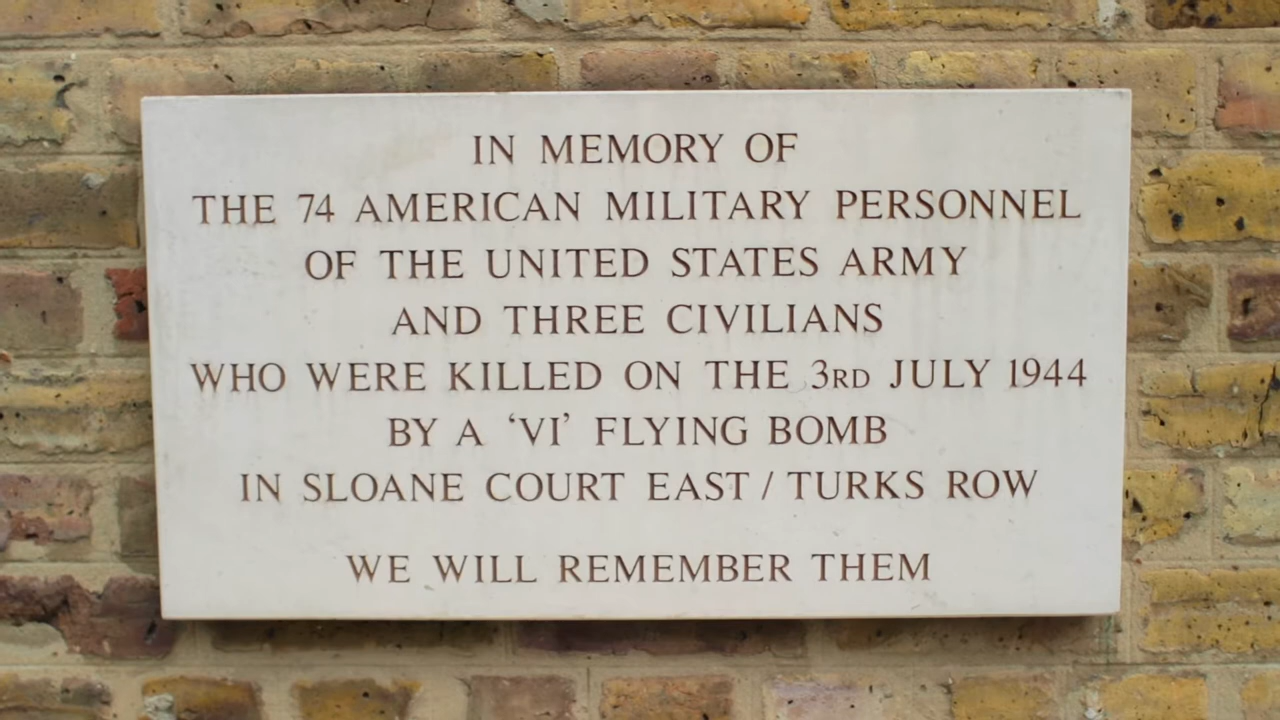 IN MEMORY OF
THE 74 AMERICAN MILITARY PERSONNEL
OF THE UNITED STATES ARMY
AND THREE CIVILIANS
WHO WERE KILLED ON THE 3RD JULY 1944
BY A ‘VI’ FLYING BOMB
IN SLOANE COURT EAST / TURKS ROW
WE WILL REMEMBER THEM